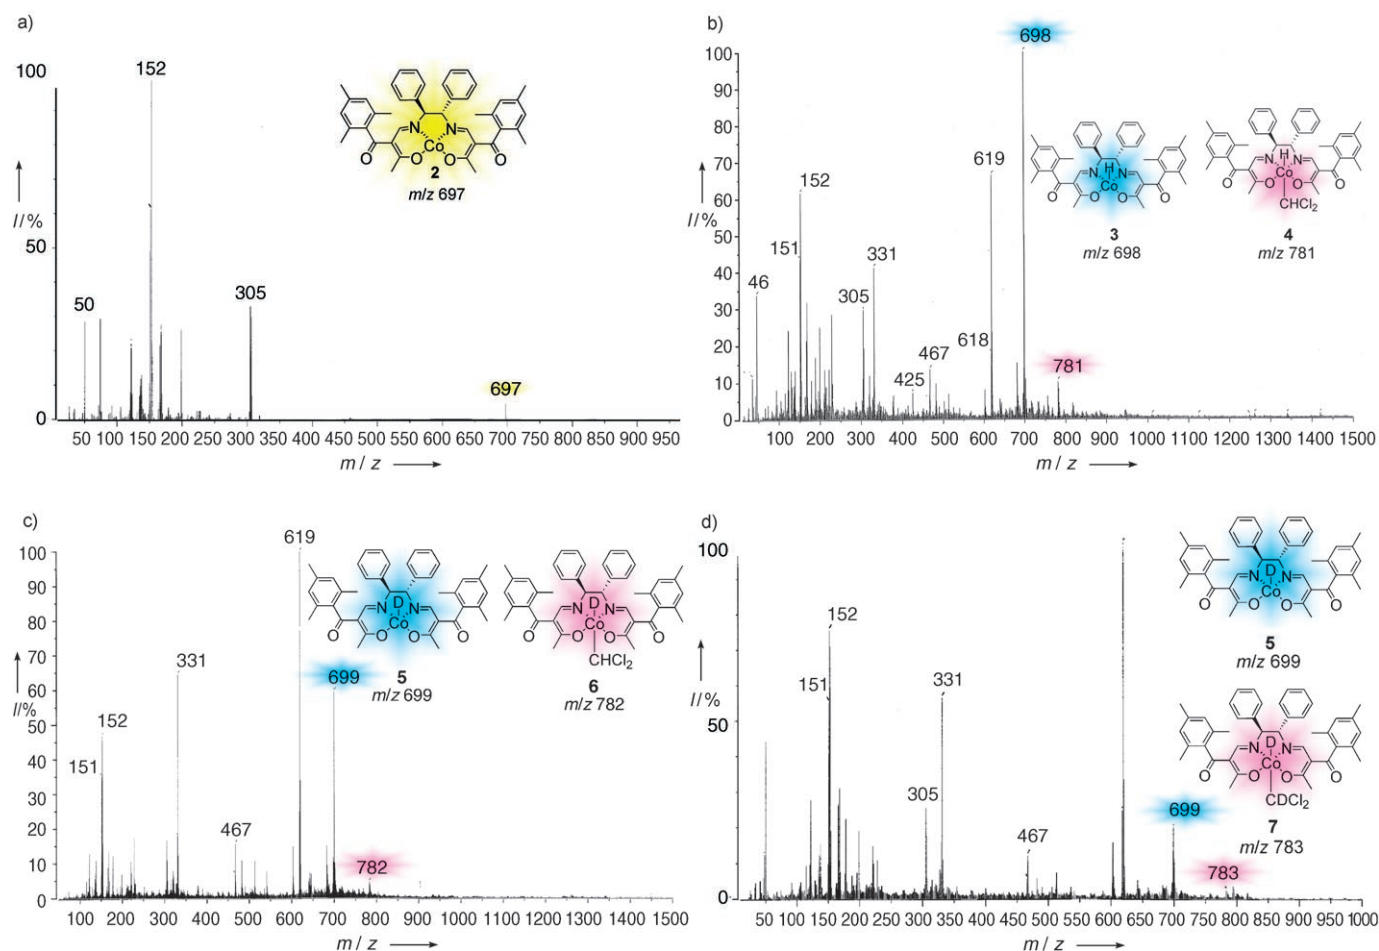 a)
100
50
0
I/%
152
50
305
697
N N
Co
O O
O O
2
m/z 697
50 100 150 200 250 300 350 400 450 500 550 600 650 700 750 800 850 900 950
m / z
b)
100
90
80
70
60
50
40
30
20
10
0
I/%
698
619
152
151
331
46
305
618
467
425
781
H
N N
Co
O O
O O
3
m/z 698
H
N N
Co
O O
O O
CHCl2
4
m/z 781
100 200 300 400 500 600 700 800 900 1000 1100 1200 1300 1400 1500
m / z
c)
100
90
80
70
60
50
40
30
20
10
0
I/%
619
699
331
152
151
467
782
D
N N
Co
O O
O O
5
m/z 699
D
N N
Co
O O
O O
CHCl2
6
m/z 782
100 200 300 400 500 600 700 800 900 1000 1100 1200 1300 1400 1500
m / z
d)
100
50
0
I/%
152
151
331
305
467
699
783
D
N N
Co
O O
O O
5
m/z 699
D
N N
Co
O O
O O
CDCl2
7
m/z 783
50 100 150 200 250 300 350 400 450 500 550 600 650 700 750 800 850 900 1000
m / z